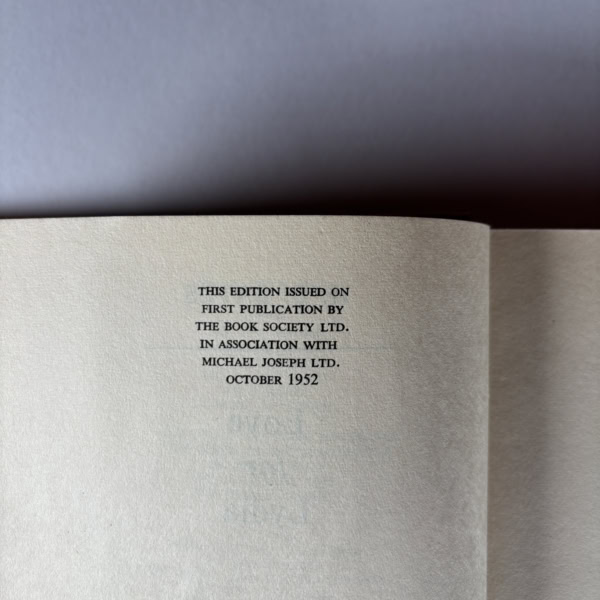 THIS EDITION ISSUED ON
FIRST PUBLICATION BY
THE BOOK SOCIETY LTD.
IN ASSOCIATION WITH
MICHAEL JOSEPH LTD.
OCTOBER 1952